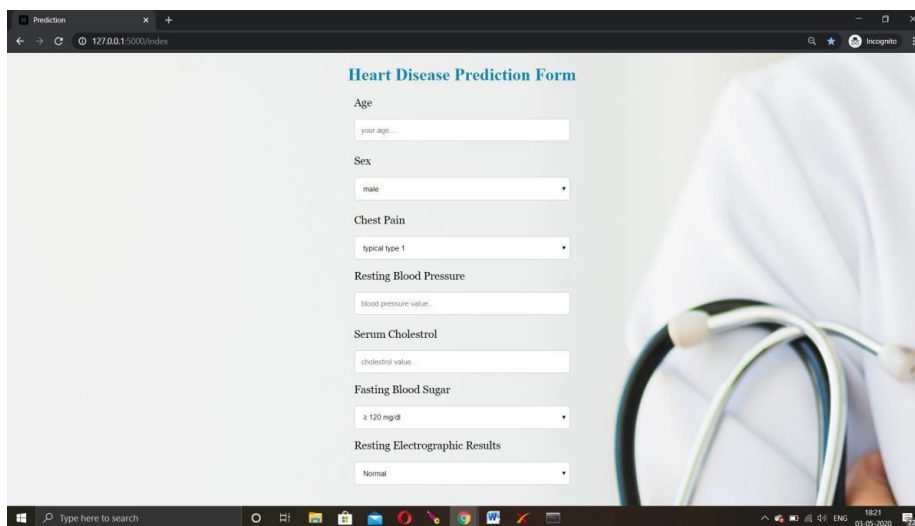 Prediction
127.0.0.1:5000/index
Incognito
Heart Disease Prediction Form
Age
your age....
Sex
male
Chest Pain
typical type 1
Resting Blood Pressure
blood pressure value..
Serum Cholestrol
cholestrol value.
Fasting Blood Sugar
≥ 120 mg/dl
Resting Electrographic Results
Normal
Type here to search
ENG
18:21
03-05-2020